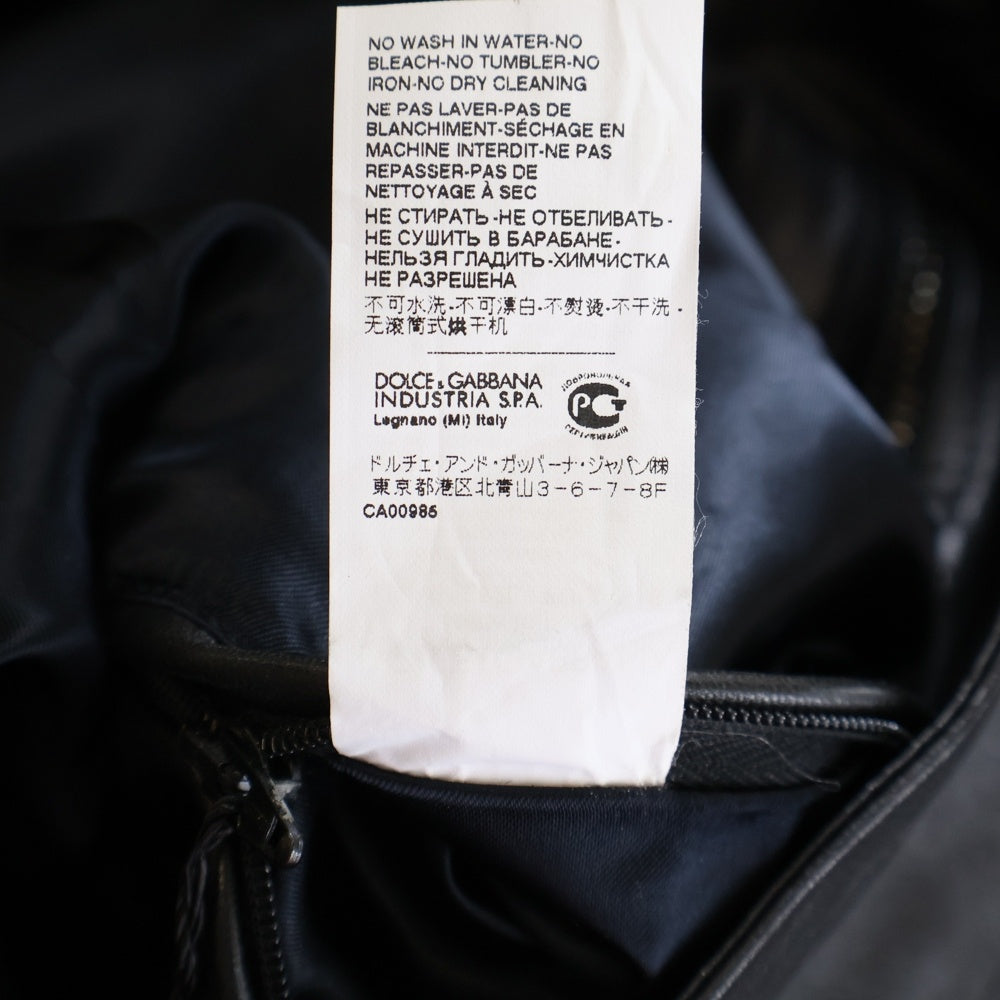 NO WASH IN WATER-NO
BLEACH-NO TUMBLER-NO
IRON-NO DRY CLEANING
NE PAS LAVER-PAS DE
BLANCHIMENT-SÉCHAGE EN
MACHINE INTERDIT-NE PAS
REPASSER-PAS DE
NETTOYAGE À SEC
НЕ СТИРАТЬ-НЕ ОТБЕЛИВАТЬ-
НЕ СУШИТЬ В БАРАБАНЕ-
НЕЛЬЗЯ ГЛАДИТЬ-ХИМЧИСТКА
НЕ РАЗРЕШЕНА
不可水洗-不可漂白-不熨烫-不干洗-
无滚筒式烘干机
DOLCE & GABBANA
INDUSTRIA S.P.A.
Legnano (MI) Italy
РСТ
ドルチェ・アンド・ガッバーナ・ジャパン㈱
東京都港区北青山3-6-7-8F
CA00985